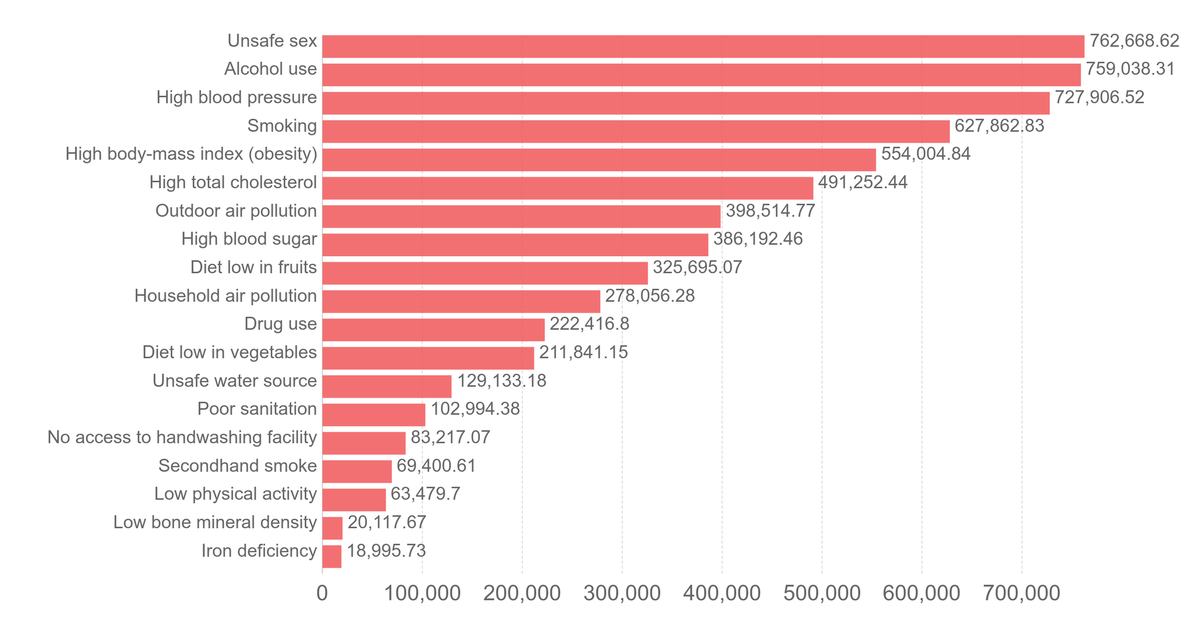 Unsafe sex 762,668.62
Alcohol use 759,038.31
High blood pressure 727,906.52
Smoking 627,862.83
High body-mass index (obesity) 554,004.84
High total cholesterol 491,252.44
Outdoor air pollution 398,514.77
High blood sugar 386,192.46
Diet low in fruits 325,695.07
Household air pollution 278,056.28
Drug use 222,416.8
Diet low in vegetables 211,841.15
Unsafe water source 129,133.18
Poor sanitation 102,994.38
No access to handwashing facility 83,217.07
Secondhand smoke 69,400.61
Low physical activity 63,479.7
Low bone mineral density 20,117.67
Iron deficiency 18,995.73
0 100,000 200,000 300,000 400,000 500,000 600,000 700,000